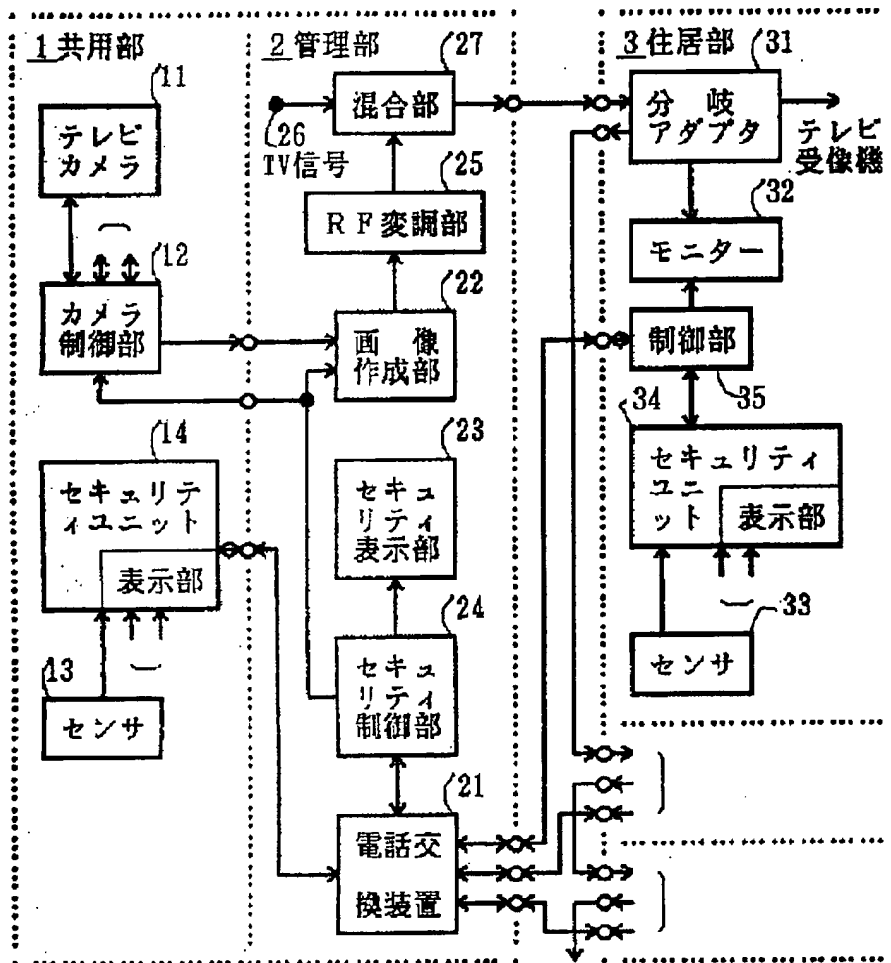 1 共用部
11
テレビ
カメラ
12
カメラ
制御部
14
セキュリテ
ィユニット
表示部
13
センサ
2 管理部
27
混合部
26
TV信号
25
RF変調部
22
画像
作成部
23
セキュ
リティ
表示部
24
セキュ
リティ
制御部
21
電話交
換装置
3 住居部
31
分岐
アダプタ
テレビ
受像機
32
モニター
制御部
35
34
セキュリティ
ユニ
ット
表示部
33
センサ